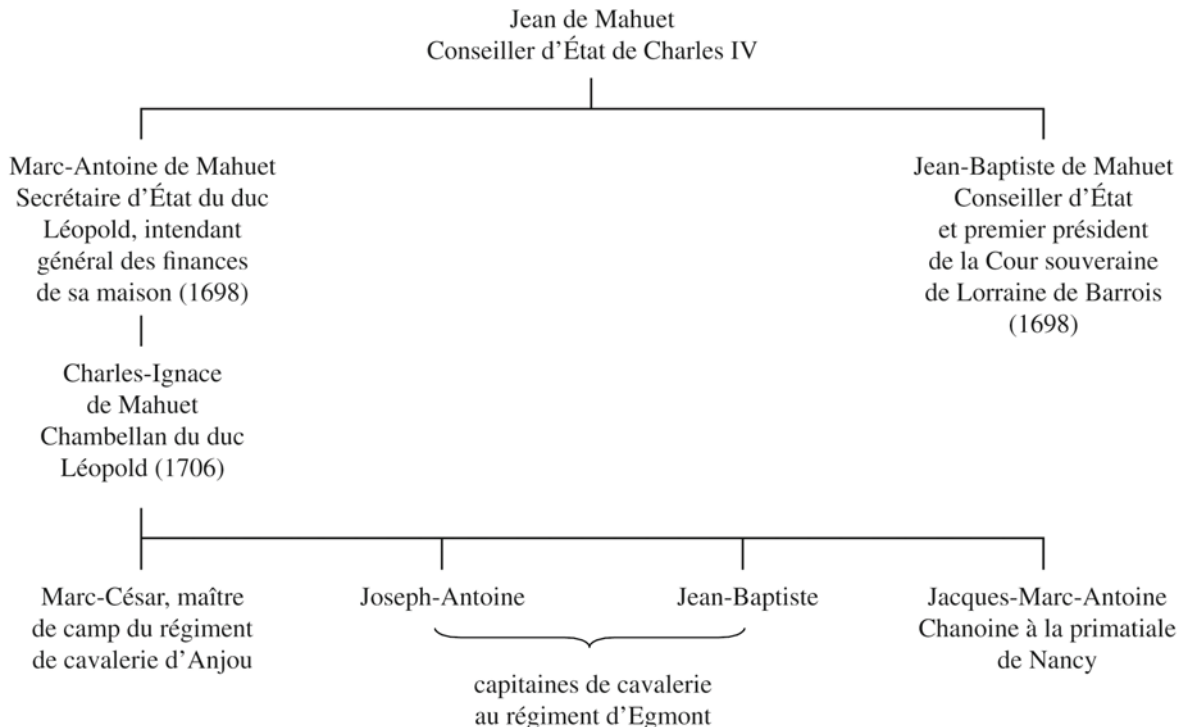 Jean de Mahuet
Conseiller d’État de Charles IV
Marc-Antoine de Mahuet
Secrétaire d’État du duc
Léopold, intendant
général des finances
de sa maison (1698)
Jean-Baptiste de Mahuet
Conseiller d’État
et premier président
de la Cour souveraine
de Lorraine de Barrois
(1698)
Charles-Ignace
de Mahuet
Chambellan du duc
Léopold (1706)
Marc-César, maître
de camp du régiment
de cavalerie d’Anjou
Joseph-Antoine
Jean-Baptiste
capitaines de cavalerie
au régiment d’Egmont
Jacques-Marc-Antoine
Chanoine à la primatiale
de Nancy